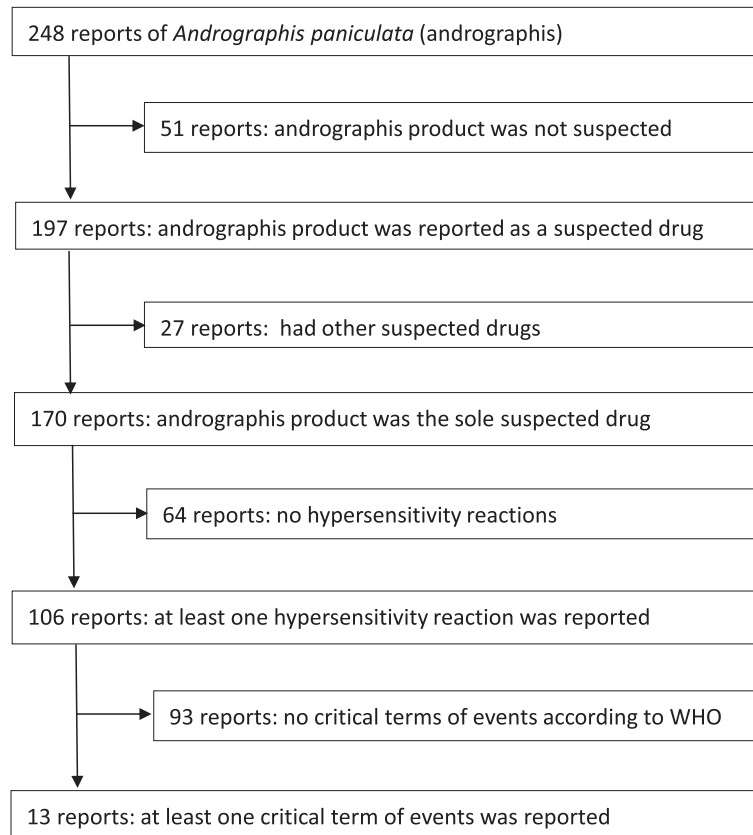 248 reports of Andrographis paniculata (andrographis)
51 reports: andrographis product was not suspected
197 reports: andrographis product was reported as a suspected drug
27 reports:  had other suspected drugs
170 reports: andrographis product was the sole suspected drug
64 reports: no hypersensitivity reactions
106 reports: at least one hypersensitivity reaction was reported
93 reports: no critical terms of events according to WHO
13 reports: at least one critical term of events was reported